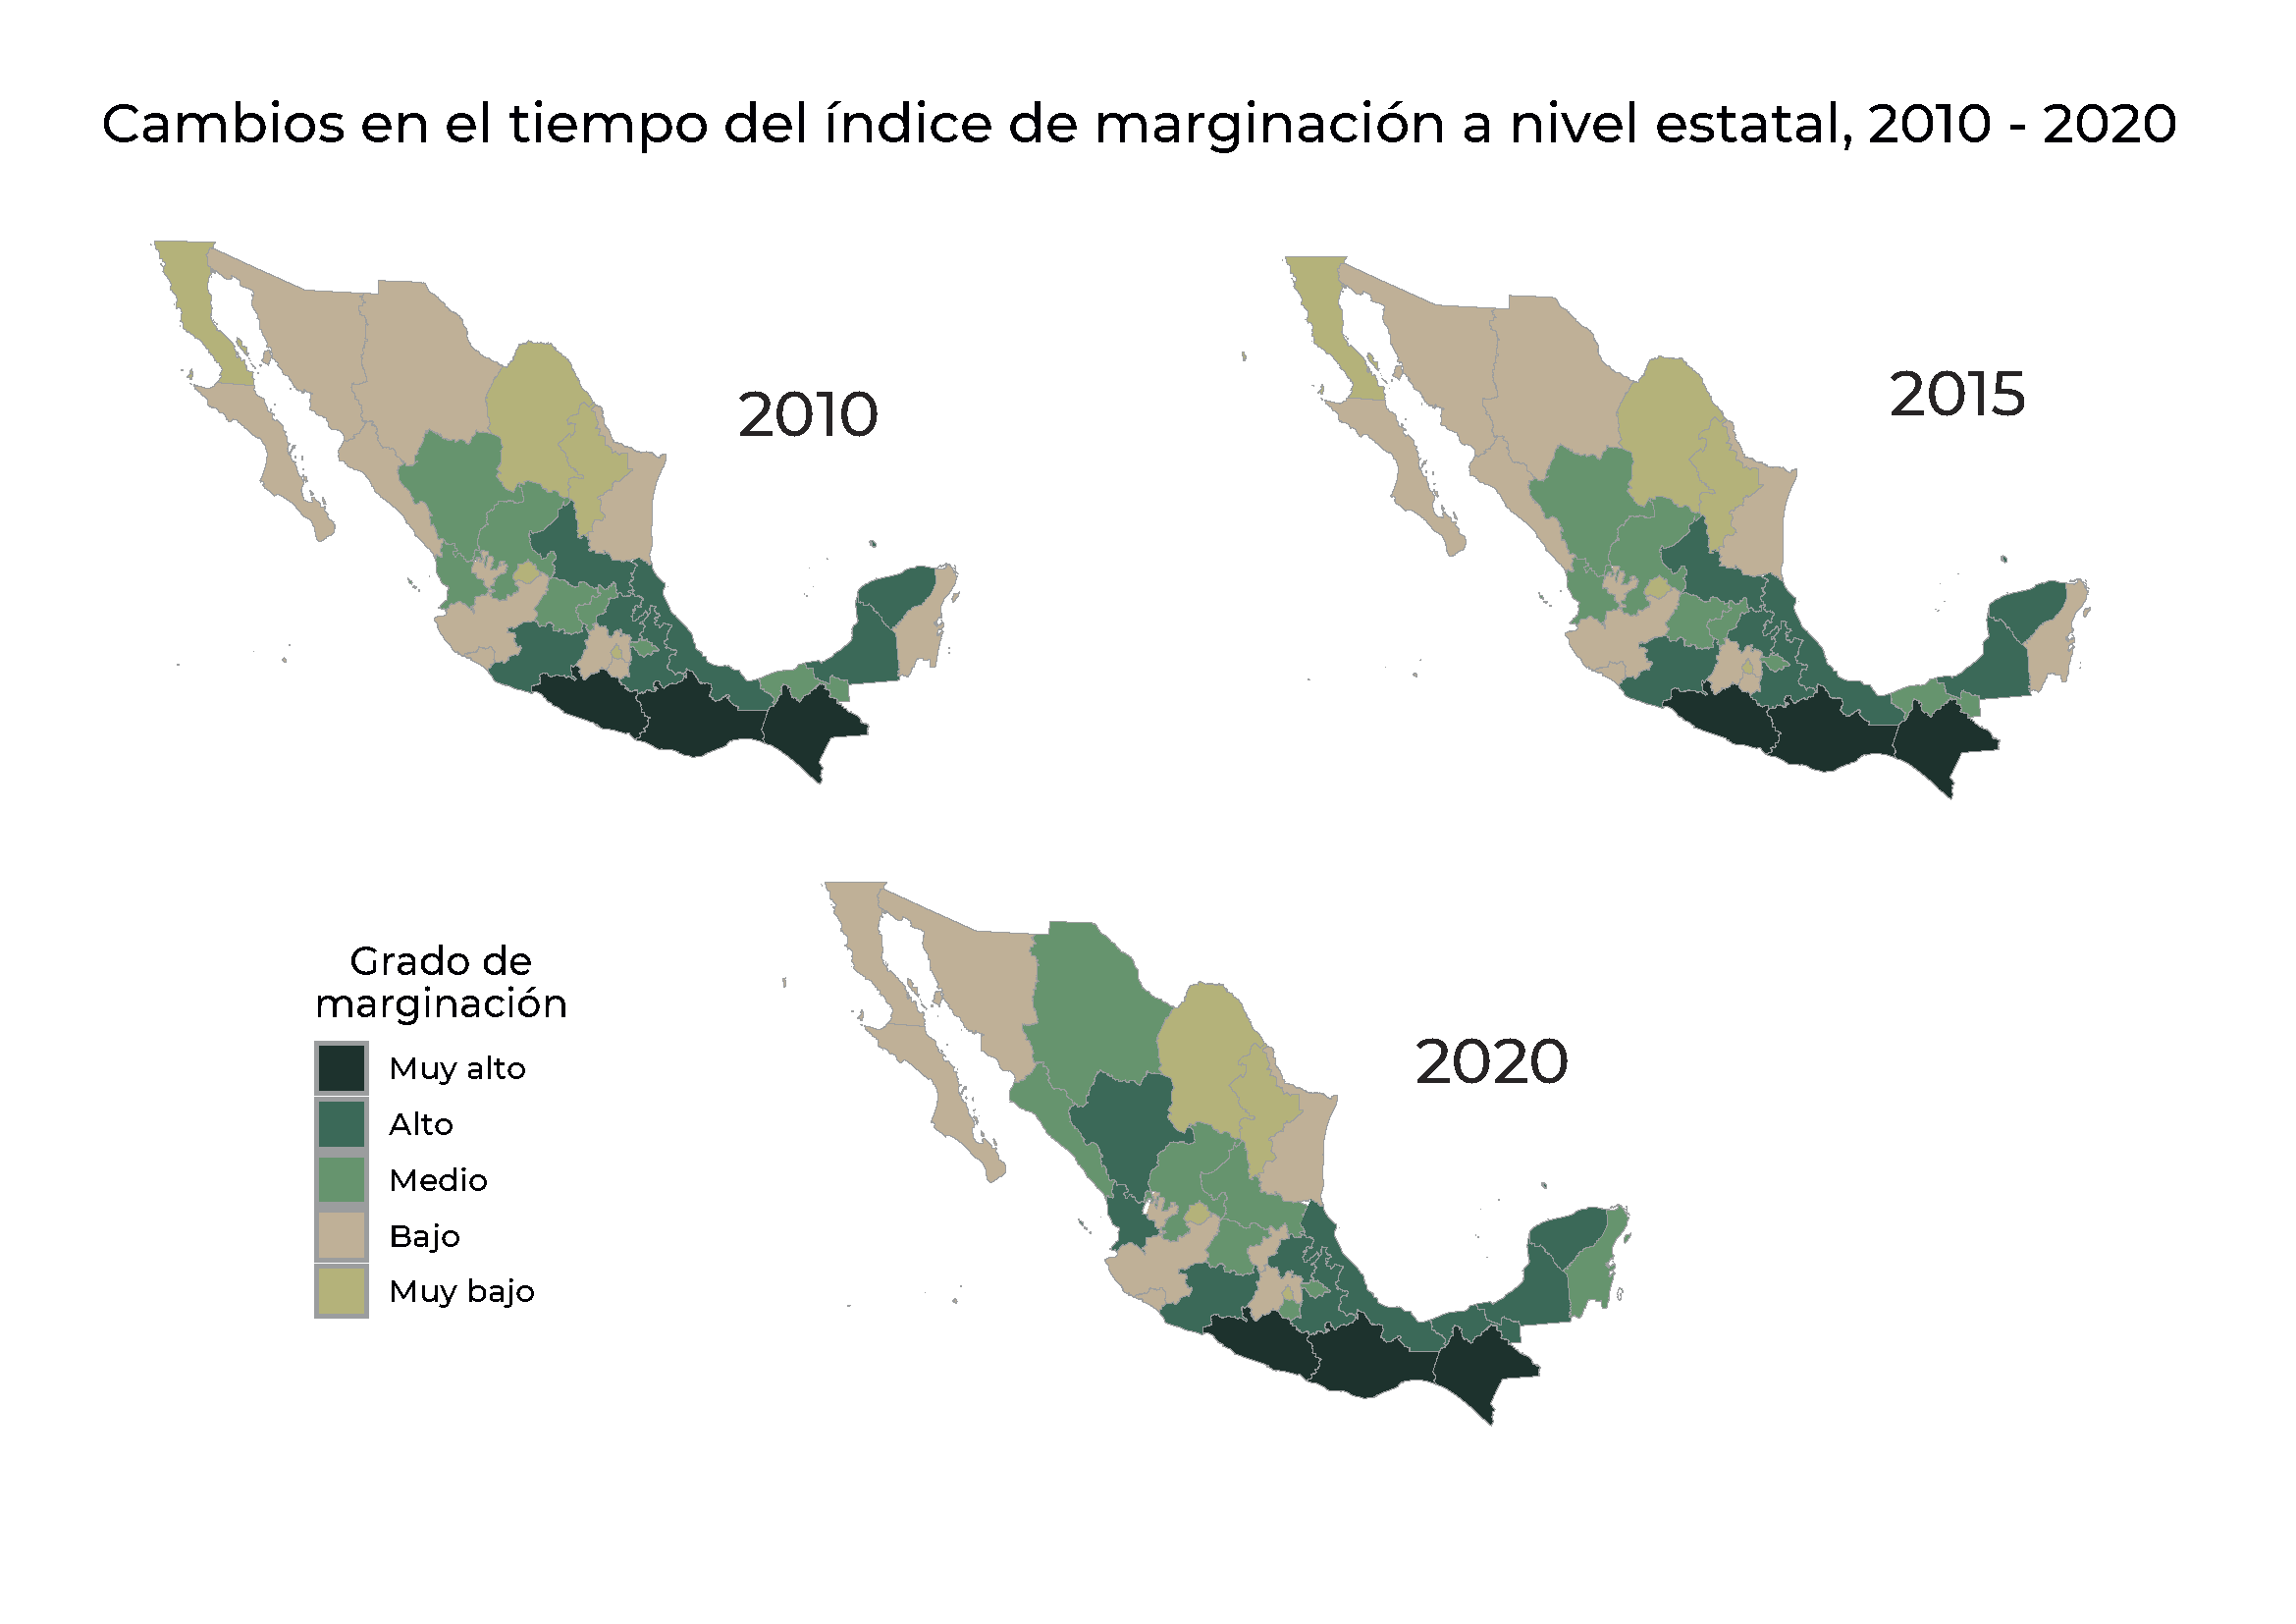 Cambios en el tiempo del índice de marginación a nivel estatal, 2010 - 2020
2010
2015
2020
Grado de
marginación
Muy alto
Alto
Medio
Bajo
Muy bajo